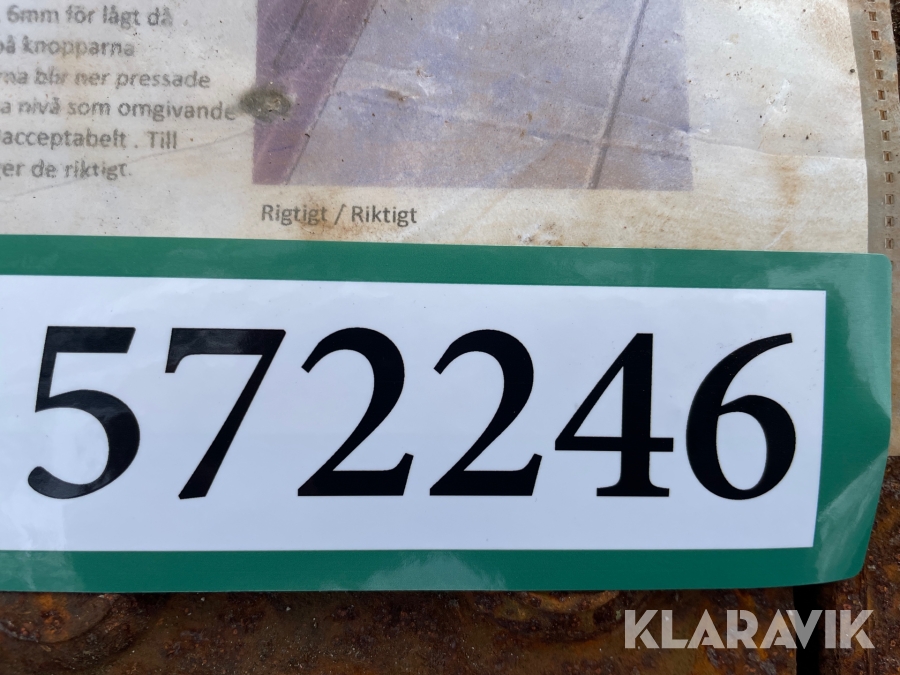 6mm för lågt då
på knopparna
rna blir ner pressade
a nivå som omgivande
acceptabelt . Till
ger de riktigt.
Rigtigt / Riktigt
572246
KLARAVIK